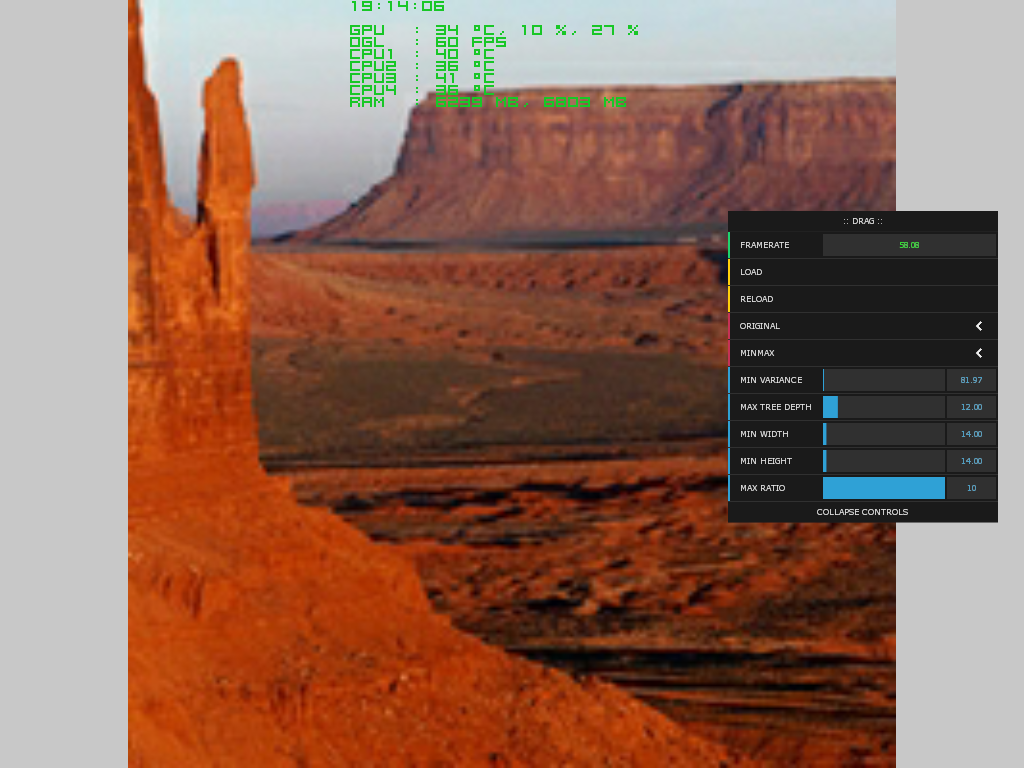 19:14:06
GPU : 34 °C, 10 %, 27 %
OGL : 60 FPS
CPU1 : 40 °C
CPU2 : 36 °C
CPU3 : 41 °C
CPU4 : 36 °C
RAM : 6239 MB, 6803 MB
:: DRAG ::
FRAMERATE 58.08
LOAD
RELOAD
ORIGINAL
MINMAX
MIN VARIANCE 81.97
MAX TREE DEPTH 12.00
MIN WIDTH 14.00
MIN HEIGHT 14.00
MAX RATIO 10
COLLAPSE CONTROLS